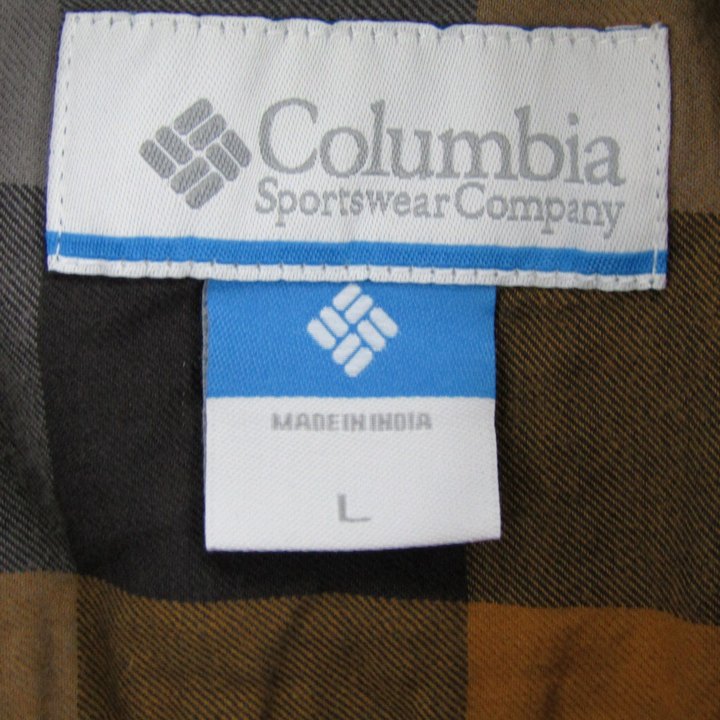 Columbia
Sportswear Company
MADE IN INDIA
L